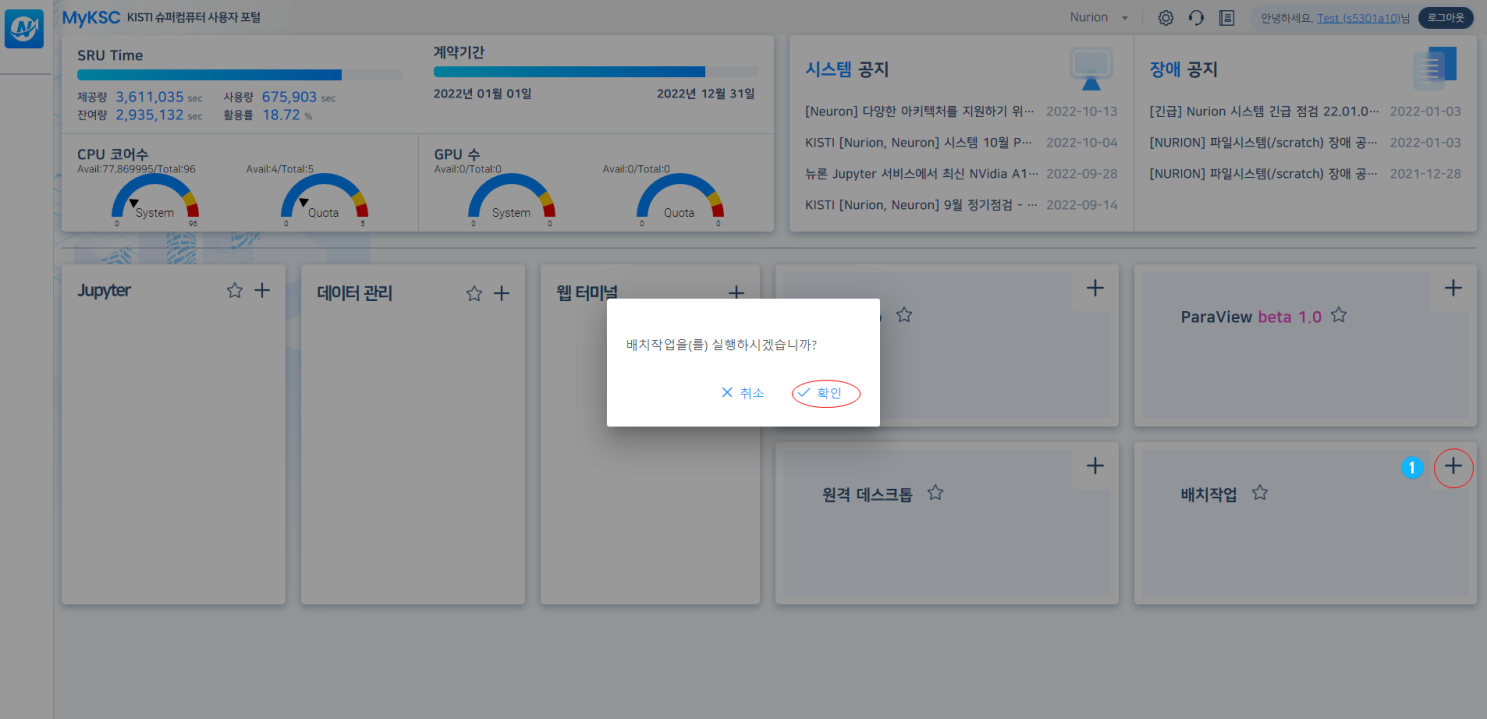 MyKSC KISTI 슈퍼컴퓨터 사용자 포털
Nurion
안녕하세요. Test (s5301a10)님
로그아웃
SRU Time
제공량 3,611,035 sec 사용량 675,903 sec
잔여량 2,935,132 sec 활용률 18.72 %
계약기간
2022년 01월 01일 2022년 12월 31일
CPU 코어수
Avail:77.869995/Total:96 Avail:4/Total:5
System Quota
0 96 0 5
GPU 수
Avail:0/Total:0 Avail:0/Total:0
System Quota
0 0 0 0
시스템 공지
[Neuron] 다양한 아키텍처를 지원하기 위··· 2022-10-13
KISTI [Nurion, Neuron] 시스템 10월 P··· 2022-10-04
뉴론 Jupyter 서비스에서 최신 NVidia A1··· 2022-09-28
KISTI [Nurion, Neuron] 9월 정기점검 - ··· 2022-09-14
장애 공지
[긴급] Nurion 시스템 긴급 점검 22.01.0··· 2022-01-03
[NURION] 파일시스템(/scratch) 장애 공··· 2022-01-03
[NURION] 파일시스템(/scratch) 장애 공··· 2021-12-28
Jupyter
데이터 관리
웹 터미널
ParaView beta 1.0
배치작업을(를) 실행하시겠습니까?
취소 확인
원격 데스크톱
1
배치작업